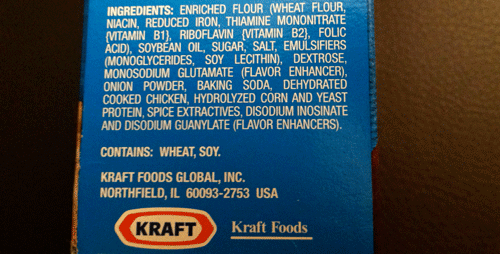 INGREDIENTS: ENRICHED FLOUR (WHEAT FLOUR,
NIACIN, REDUCED IRON, THIAMINE MONONITRATE
{VITAMIN B1}, RIBOFLAVIN {VITAMIN B2}, FOLIC
ACID), SOYBEAN OIL, SUGAR, SALT, EMULSIFIERS
(MONOGLYCERIDES, SOY LECITHIN), DEXTROSE,
MONOSODIUM GLUTAMATE (FLAVOR ENHANCER),
ONION POWDER, BAKING SODA, DEHYDRATED
COOKED CHICKEN, HYDROLYZED CORN AND YEAST
PROTEIN, SPICE EXTRACTIVES, DISODIUM INOSINATE
AND DISODIUM GUANYLATE (FLAVOR ENHANCERS).
CONTAINS: WHEAT, SOY.
KRAFT FOODS GLOBAL, INC.
NORTHFIELD, IL 60093-2753 USA
KRAFT Kraft Foods